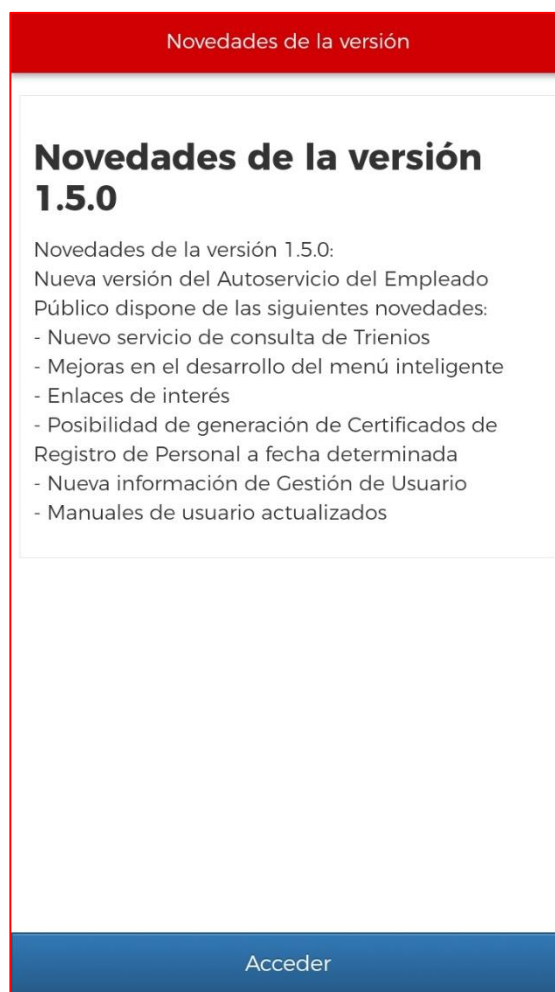 Novedades de la versión
Novedades de la versión
1.5.0
Novedades de la versión 1.5.0:
Nueva versión del Autoservicio del Empleado
Público dispone de las siguientes novedades:
- Nuevo servicio de consulta de Trienios
- Mejoras en el desarrollo del menú inteligente
- Enlaces de interés
- Posibilidad de generación de Certificados de
Registro de Personal a fecha determinada
- Nueva información de Gestión de Usuario
- Manuales de usuario actualizados
Acceder